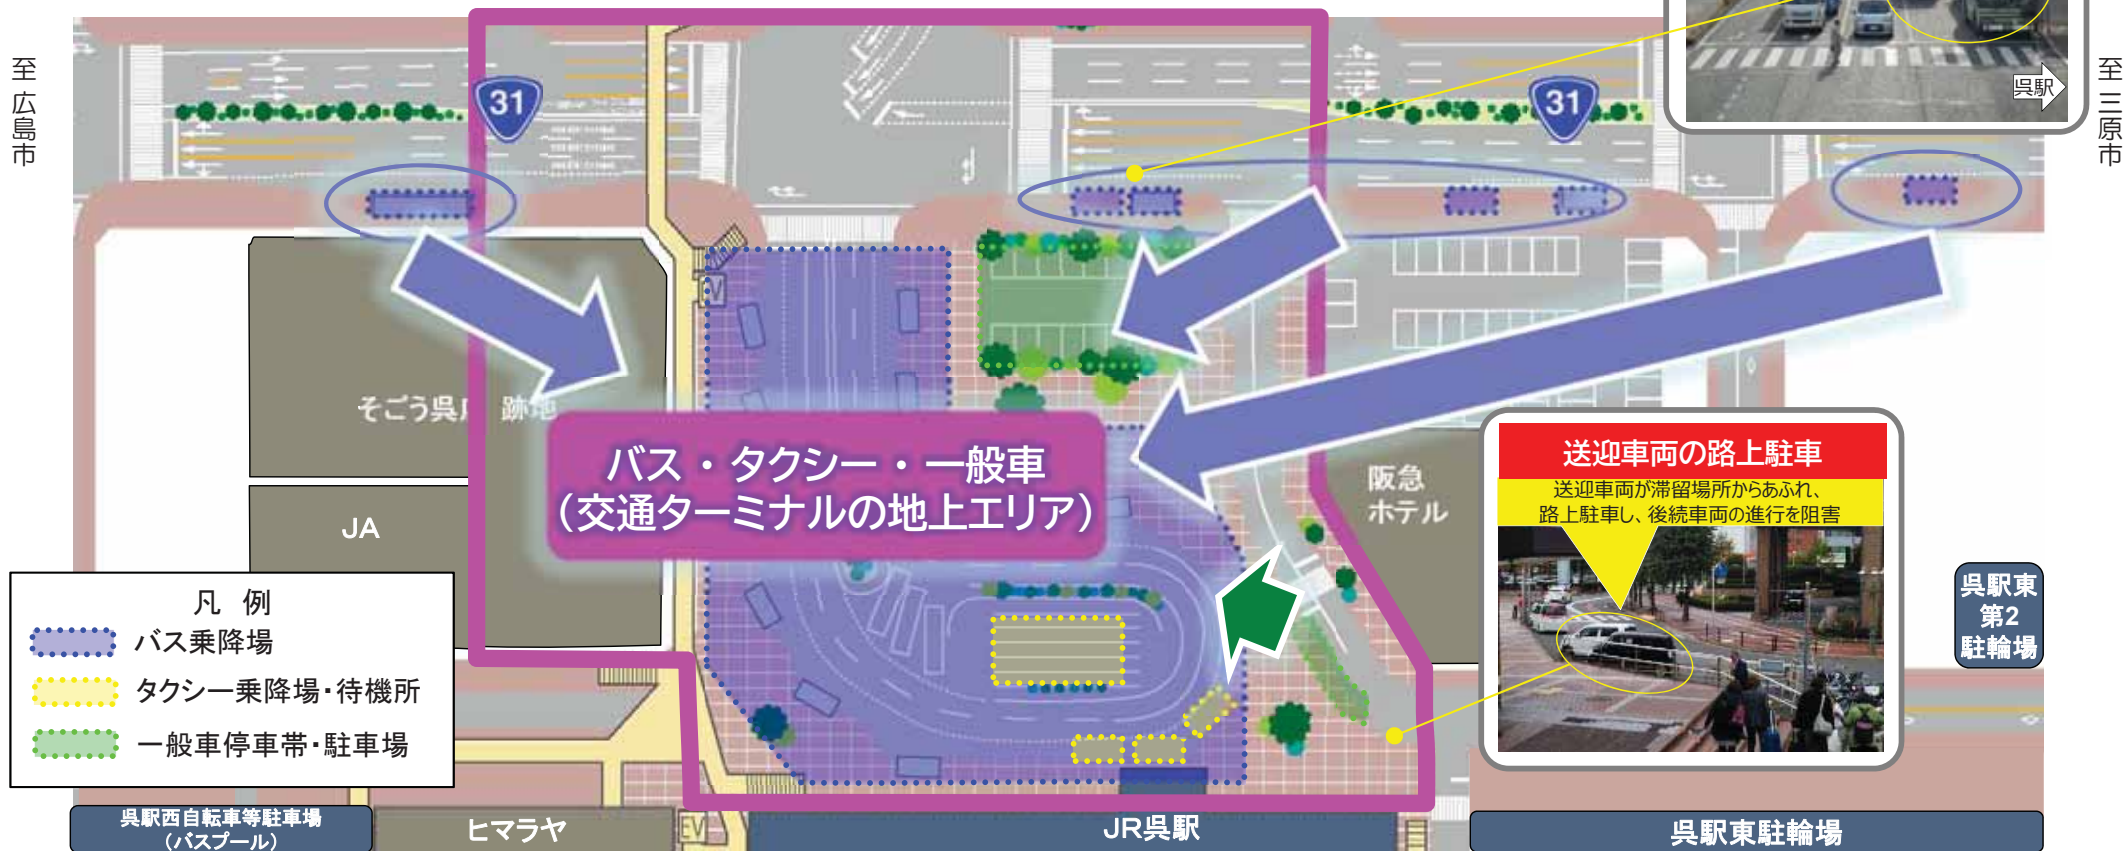 至 広島市
31
31
呉駅
至 三原市
EV
そごう呉店 跡地
バス・タクシー・一般車
（交通ターミナルの地上エリア）
阪急
ホテル
JA
送迎車両の路上駐車
送迎車両が滞留場所からあふれ、
路上駐車し、後続車両の進行を阻害
呉駅東
第2
駐輪場
凡 例
バス乗降場
タクシー乗降場・待機所
一般車停車帯・駐車場
呉駅西自転車等駐車場
（バスプール）
ヒマラヤ
EV
JR呉駅
呉駅東駐輪場